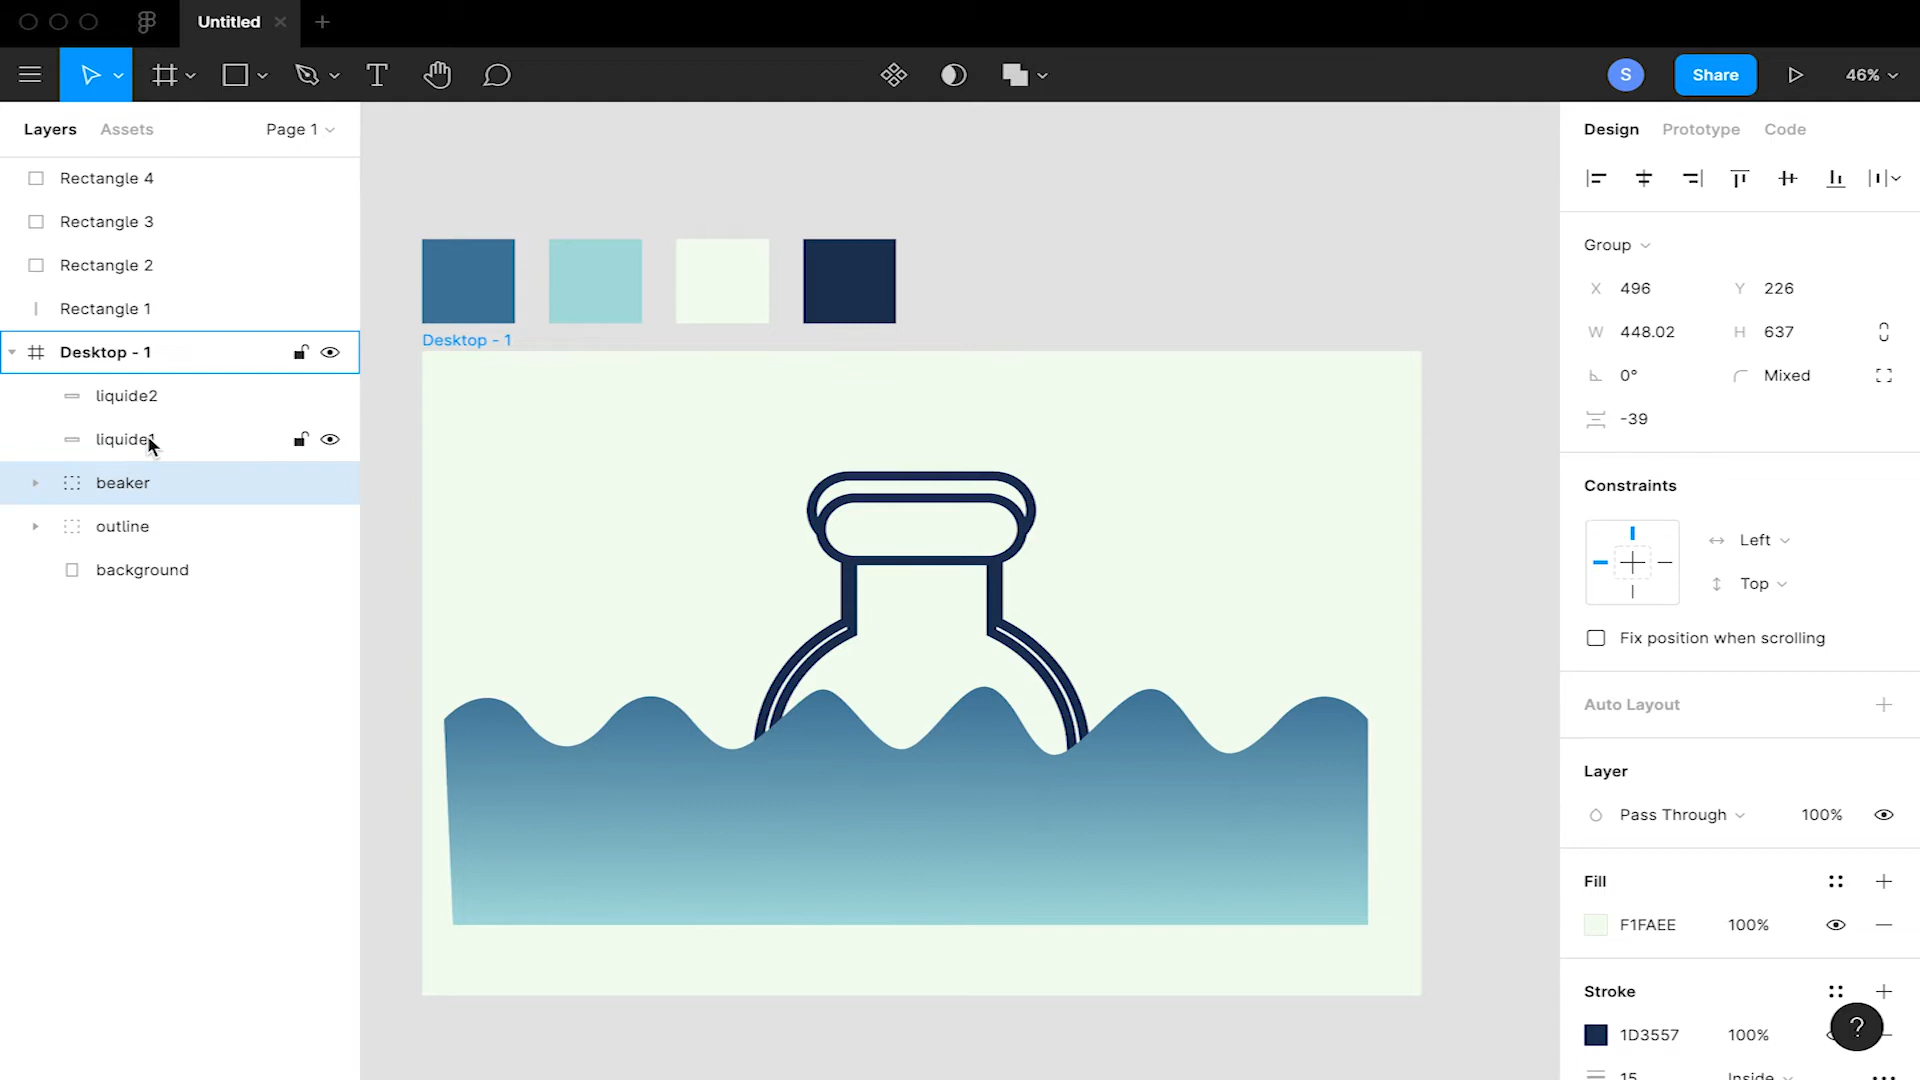 Untitled
S
Share
46%
Layers
Assets
Page 1
Design
Prototype
Code
Rectangle 4
Rectangle 3
Rectangle 2
Rectangle 1
Desktop - 1
liquide2
liquide1
beaker
outline
background
Desktop - 1
Group
X 496
Y 226
W 448.02
H 637
0°
Mixed
-39
Constraints
Left
Top
Fix position when scrolling
Auto Layout
Layer
Pass Through
100%
Fill
F1FAEE
100%
Stroke
1D3557
100%
15
Inside
?